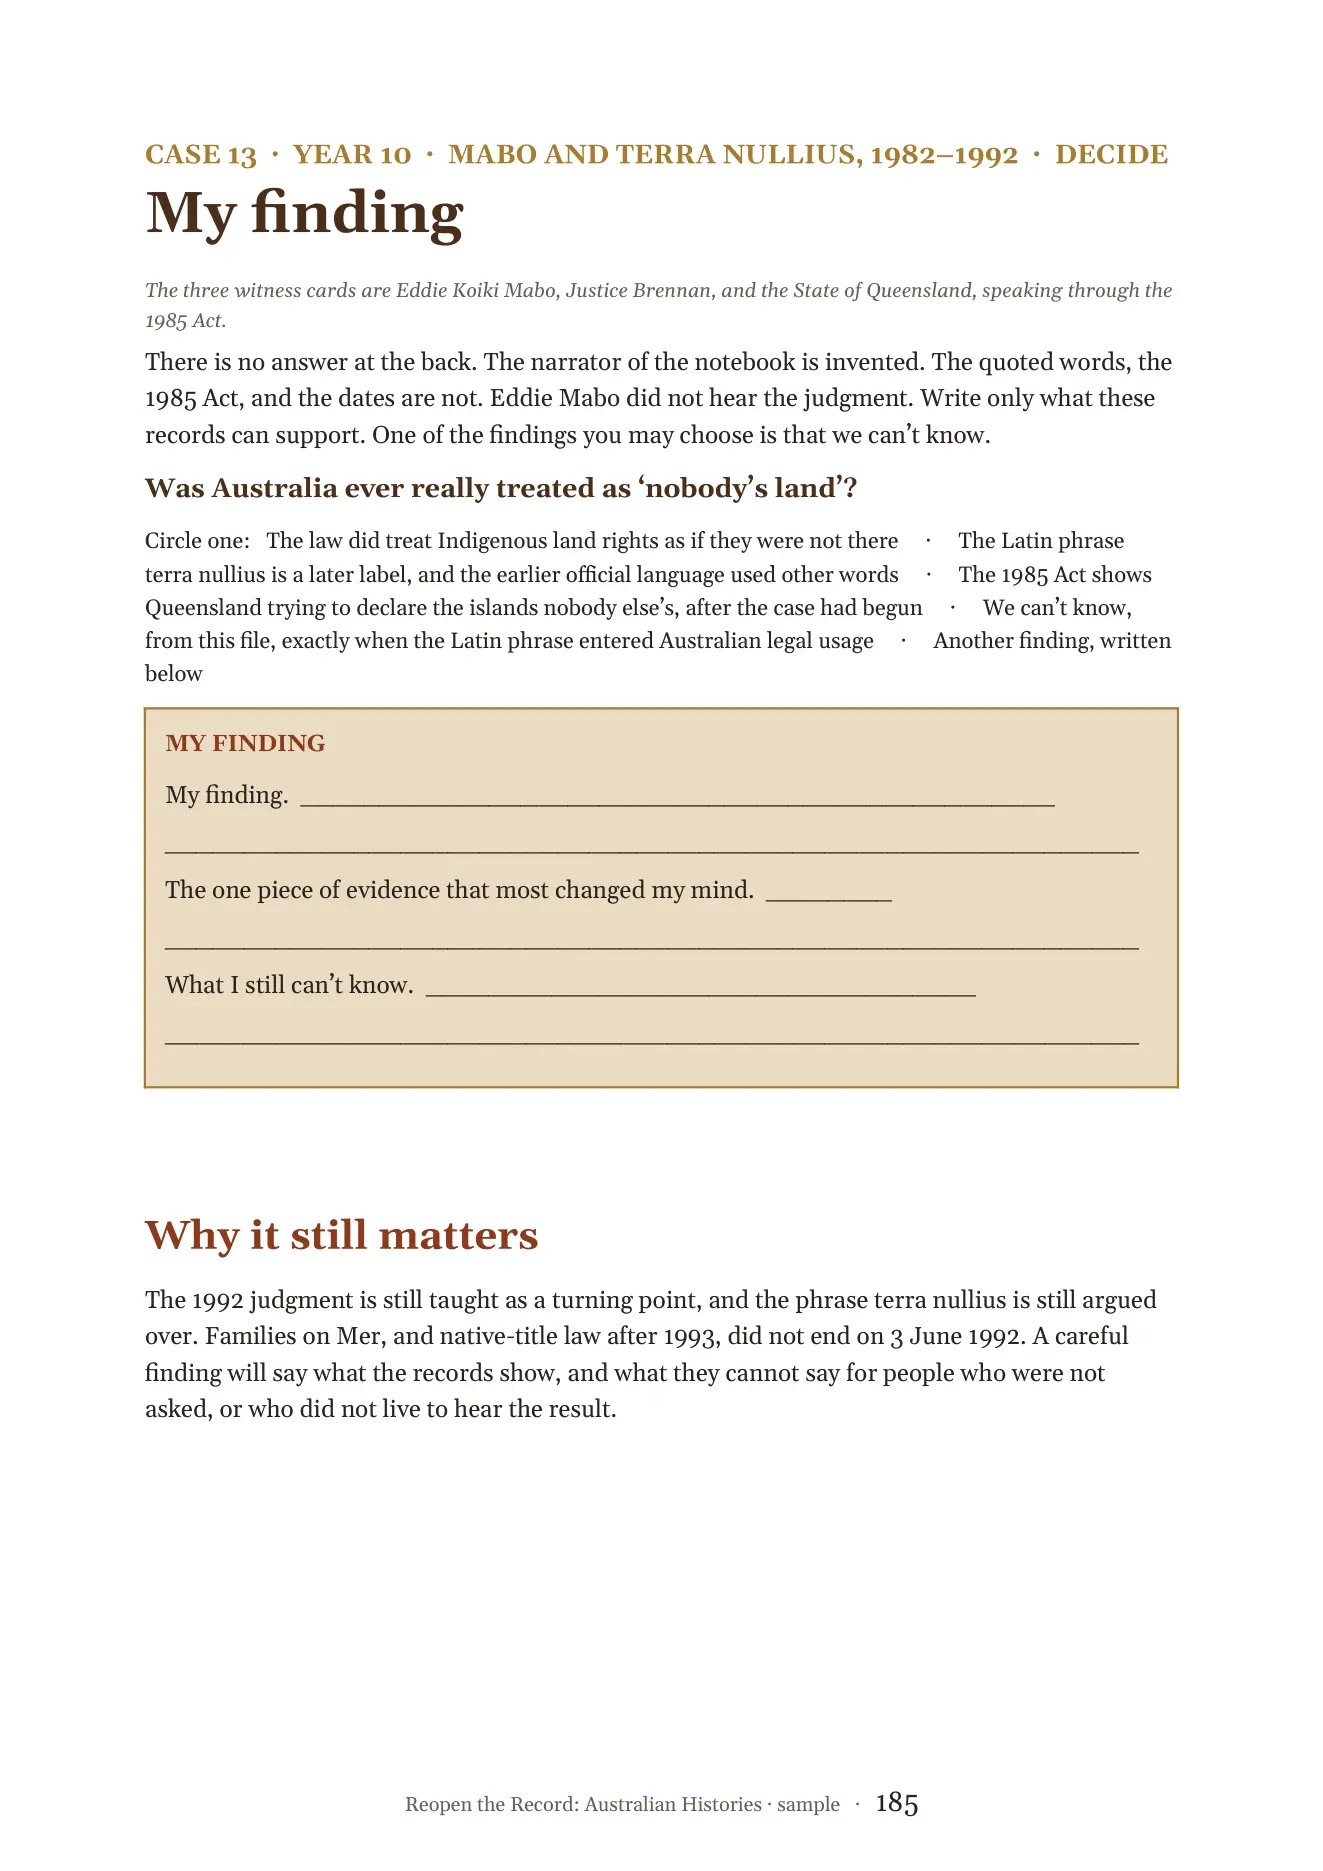 CASE 13 · YEAR 10 · MABO AND TERRA NULLIUS, 1982–1992 · DECIDE
My finding
The three witness cards are Eddie Koiki Mabo, Justice Brennan, and the State of Queensland, speaking through the
1985 Act.
There is no answer at the back. The narrator of the notebook is invented. The quoted words, the
1985 Act, and the dates are not. Eddie Mabo did not hear the judgment. Write only what these
records can support. One of the findings you may choose is that we can’t know.
Was Australia ever really treated as ‘nobody’s land’?
Circle one: The law did treat Indigenous land rights as if they were not there · The Latin phrase
terra nullius is a later label, and the earlier official language used other words · The 1985 Act shows
Queensland trying to declare the islands nobody else’s, after the case had begun · We can’t know,
from this file, exactly when the Latin phrase entered Australian legal usage · Another finding, written
below
MY FINDING
My finding. ____________________
____________________
The one piece of evidence that most changed my mind. ________
____________________
What I still can’t know. ____________________
____________________
Why it still matters
The 1992 judgment is still taught as a turning point, and the phrase terra nullius is still argued
over. Families on Mer, and native-title law after 1993, did not end on 3 June 1992. A careful
finding will say what the records show, and what they cannot say for people who were not
asked, or who did not live to hear the result.
Reopen the Record: Australian Histories · sample · 185